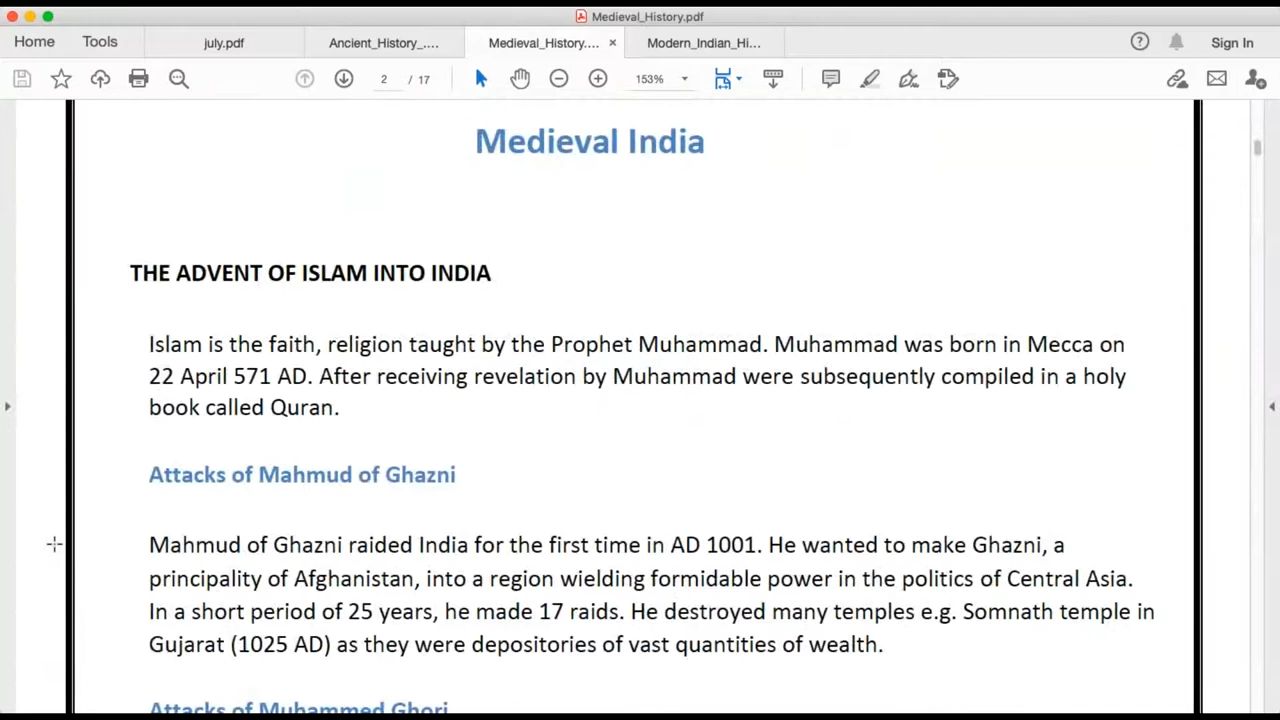 Medieval_History.pdf
Home Tools july.pdf Ancient_History_.... Medieval_History.... × Modern_Indian_Hi... ? Sign In
2 / 17 153%
Medieval India
THE ADVENT OF ISLAM INTO INDIA
Islam is the faith, religion taught by the Prophet Muhammad. Muhammad was born in Mecca on
22 April 571 AD. After receiving revelation by Muhammad were subsequently compiled in a holy
book called Quran.
Attacks of Mahmud of Ghazni
Mahmud of Ghazni raided India for the first time in AD 1001. He wanted to make Ghazni, a
principality of Afghanistan, into a region wielding formidable power in the politics of Central Asia.
In a short period of 25 years, he made 17 raids. He destroyed many temples e.g. Somnath temple in
Gujarat (1025 AD) as they were depositories of vast quantities of wealth.
Attacks of Muhammed Ghori